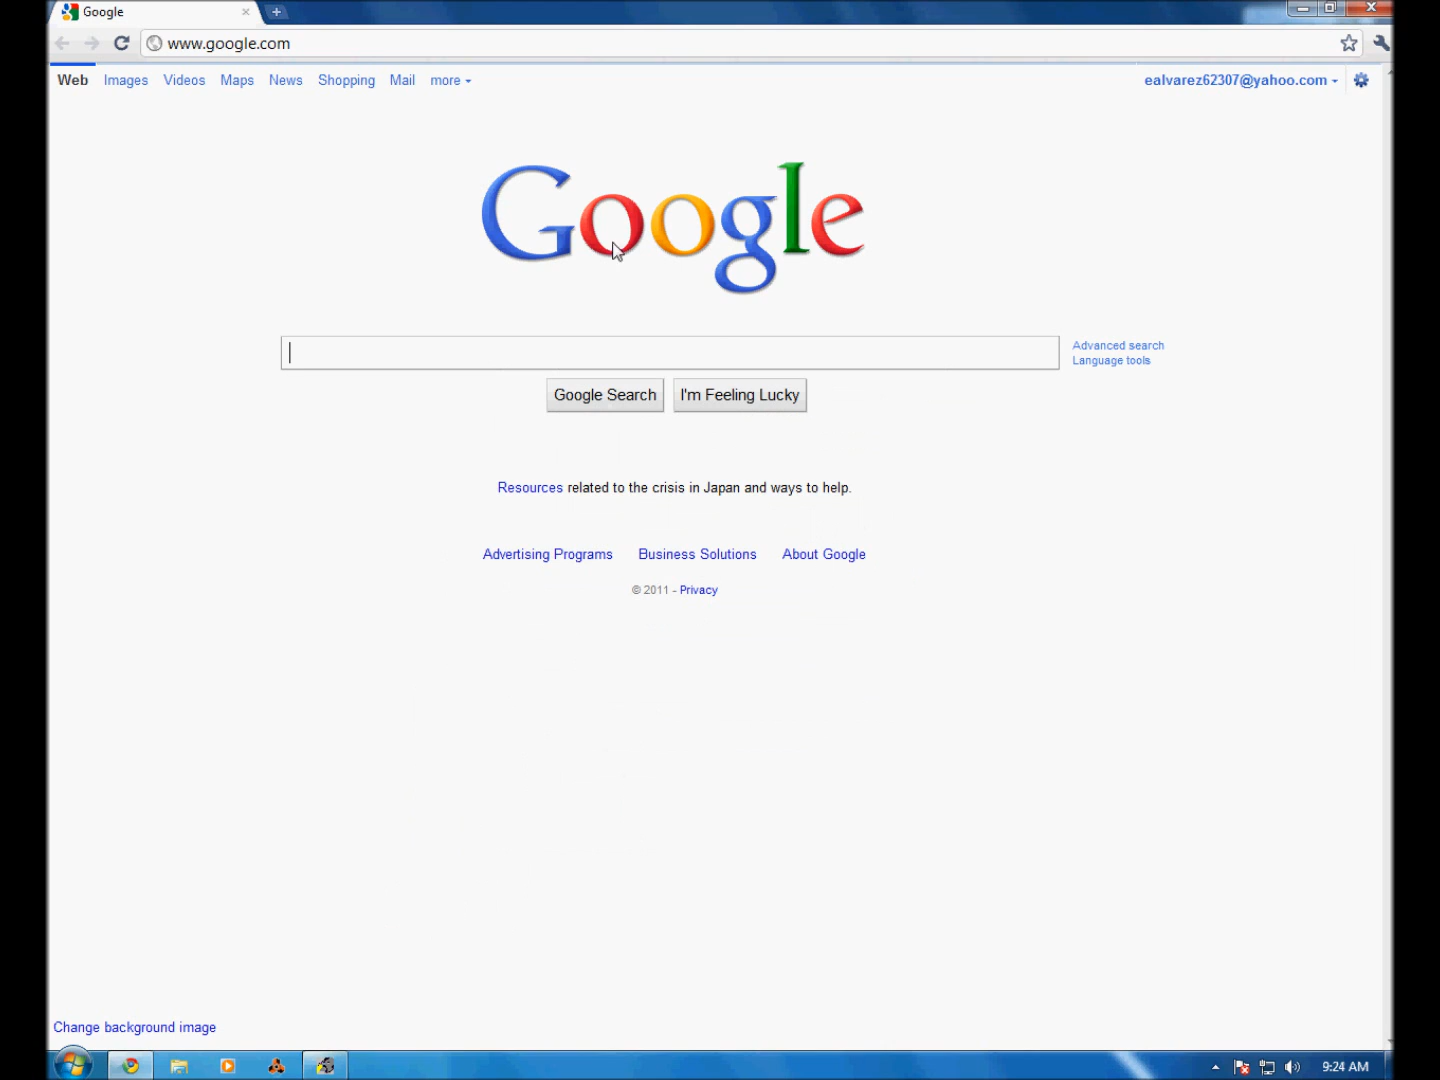 Google
www.google.com
Web Images Videos Maps News Shopping Mail more
ealvarez62307@yahoo.com
Google
Advanced search
Language tools
Google Search I'm Feeling Lucky
Resources related to the crisis in Japan and ways to help.
Advertising Programs Business Solutions About Google
© 2011 - Privacy
Change background image
9:24 AM